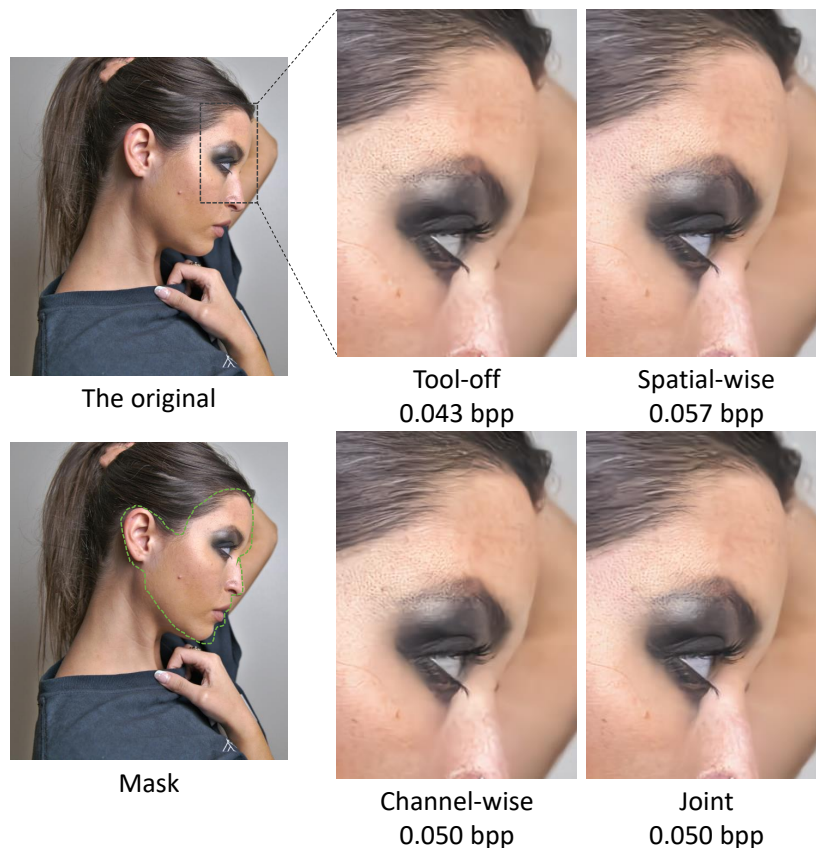 The original
Tool-off
0.043 bpp
Spatial-wise
0.057 bpp
Mask
Channel-wise
0.050 bpp
Joint
0.050 bpp